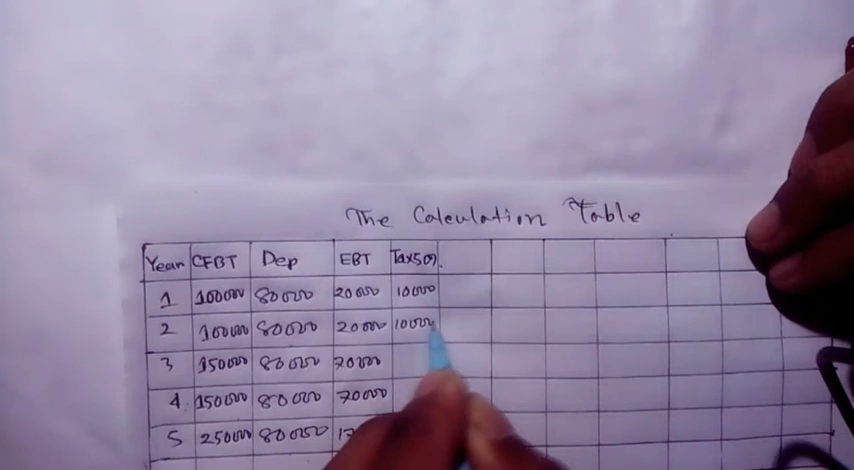 The Calculation Table
Year CFBT Dep EBT Tax50%.
1 100000 80000 20000 10000
2 100000 80000 20000 10000
3 150000 80000 70000
4 150000 80000 70000
5 250000 80000